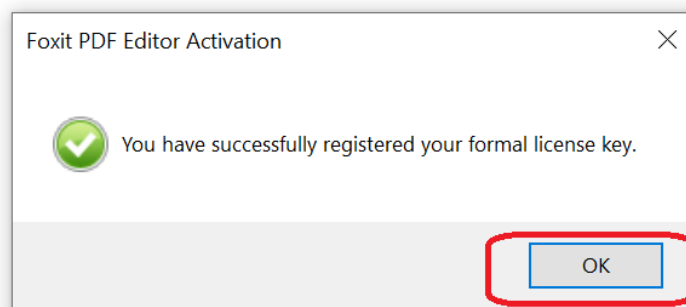 Foxit PDF Editor Activation
You have successfully registered your formal license key.
OK